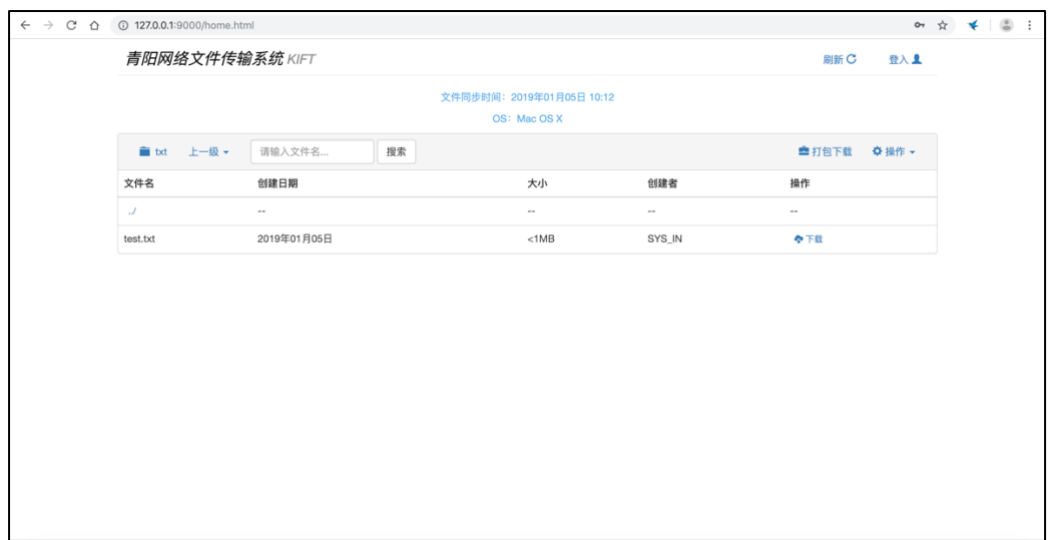 127.0.0.1:9000/home.html
青阳网络文件传输系统 KIFT 刷新 登入
文件同步时间：2019年01月05日 10:12
OS：Mac OS X
txt 上一级 请输入文件名... 搜索 打包下载 操作
文件名 创建日期 大小 创建者 操作
../ -- -- -- --
test.txt 2019年01月05日 <1MB SYS_IN 下载